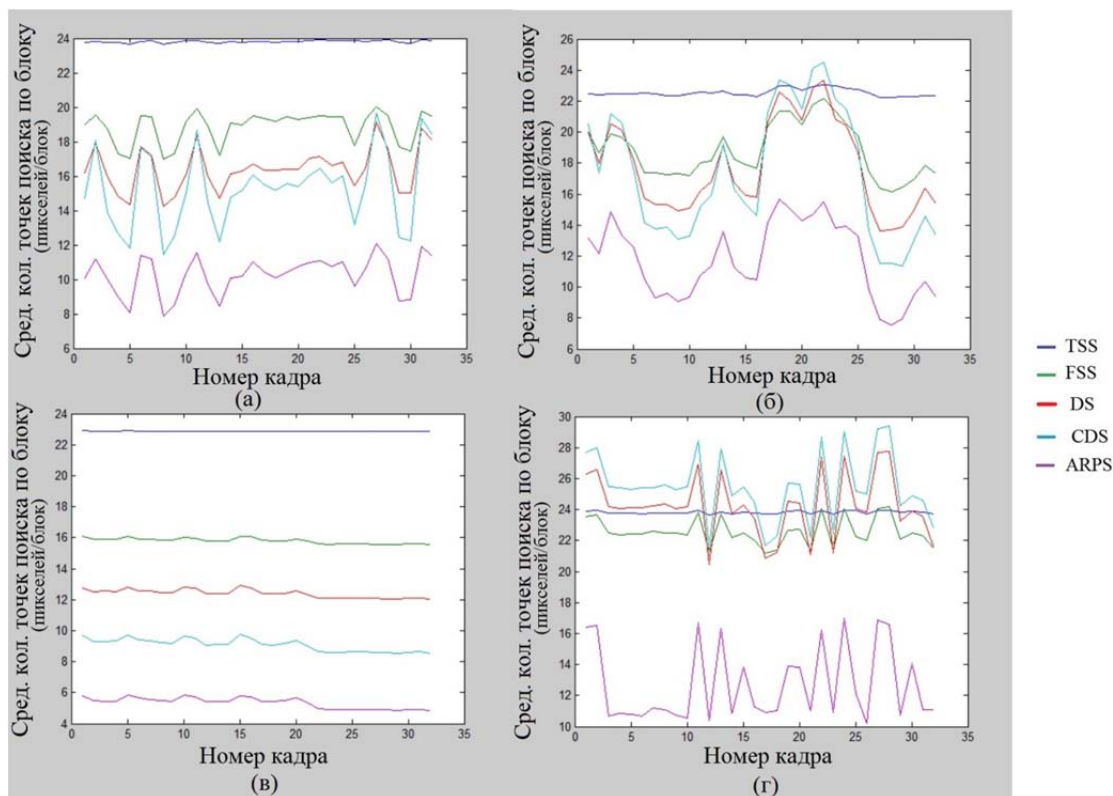 Сред. кол. точек поиска по блоку
(пикселей/блок)
24
22
20
18
16
14
12
10
8
6
0 5 10 15 20 25 30 35
Номер кадра
(а)
Сред. кол. точек поиска по блоку
(пикселей/блок)
26
24
22
20
18
16
14
12
10
8
6
0 5 10 15 20 25 30 35
Номер кадра
(б)
Сред. кол. точек поиска по блоку
(пикселей/блок)
24
22
20
18
16
14
12
10
8
6
4
0 5 10 15 20 25 30 35
Номер кадра
(в)
Сред. кол. точек поиска по блоку
(пикселей/блок)
30
28
26
24
22
20
18
16
14
12
10
0 5 10 15 20 25 30 35
Номер кадра
(г)
TSS
FSS
DS
CDS
ARPS